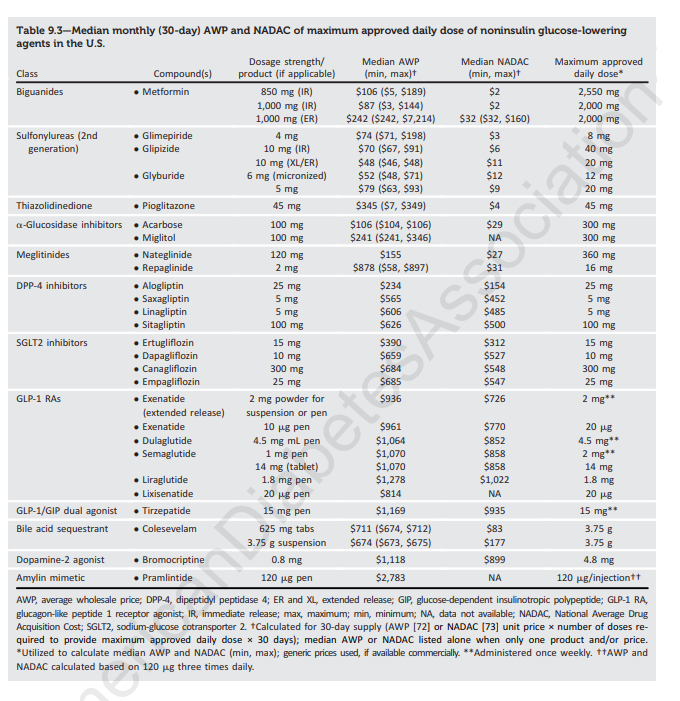 Table 9.3—Median monthly (30-day) AWP and NADAC of maximum approved daily dose of noninsulin glucose-lowering
agents in the U.S.
Class Compound(s) Dosage strength/ product (if applicable) Median AWP (min, max)† Median NADAC (min, max)† Maximum approved daily dose*
Biguanides • Metformin 850 mg (IR) $106 ($5, $189) $2 2,550 mg
1,000 mg (IR) $87 ($3, $144) $2 2,000 mg
1,000 mg (ER) $242 ($242, $7,214) $32 ($32, $160) 2,000 mg
Sulfonylureas (2nd generation) • Glimepiride 4 mg $74 ($71, $198) $3 8 mg
• Glipizide 10 mg (IR) $70 ($67, $91) $6 40 mg
10 mg (XL/ER) $48 ($46, $48) $11 20 mg
• Glyburide 6 mg (micronized) $52 ($48, $71) $12 12 mg
5 mg $79 ($63, $93) $9 20 mg
Thiazolidinedione • Pioglitazone 45 mg $345 ($7, $349) $4 45 mg
α-Glucosidase inhibitors • Acarbose 100 mg $106 ($104, $106) $29 300 mg
• Miglitol 100 mg $241 ($241, $346) NA 300 mg
Meglitinides • Nateglinide 120 mg $155 $27 360 mg
• Repaglinide 2 mg $878 ($58, $897) $31 16 mg
DPP-4 inhibitors • Alogliptin 25 mg $234 $154 25 mg
• Saxagliptin 5 mg $565 $452 5 mg
• Linagliptin 5 mg $606 $485 5 mg
• Sitagliptin 100 mg $626 $500 100 mg
SGLT2 inhibitors • Ertugliflozin 15 mg $390 $312 15 mg
• Dapagliflozin 10 mg $659 $527 10 mg
• Canagliflozin 300 mg $684 $548 300 mg
• Empagliflozin 25 mg $685 $547 25 mg
GLP-1 RAs • Exenatide (extended release) 2 mg powder for suspension or pen $936 $726 2 mg**
• Exenatide 10 µg pen $961 $770 20 µg
• Dulaglutide 4.5 mg mL pen $1,064 $852 4.5 mg**
• Semaglutide 1 mg pen $1,070 $858 2 mg**
14 mg (tablet) $1,070 $858 14 mg
• Liraglutide 1.8 mg pen $1,278 $1,022 1.8 mg
• Lixisenatide 20 µg pen $814 NA 20 µg
GLP-1/GIP dual agonist • Tirzepatide 15 mg pen $1,169 $935 15 mg**
Bile acid sequestrant • Colesevelam 625 mg tabs $711 ($674, $712) $83 3.75 g
3.75 g suspension $674 ($673, $675) $177 3.75 g
Dopamine-2 agonist • Bromocriptine 0.8 mg $1,118 $899 4.8 mg
Amylin mimetic • Pramlintide 120 µg pen $2,783 NA 120 µg/injection††
AWP, average wholesale price; DPP-4, dipeptidyl peptidase 4; ER and XL, extended release; GIP, glucose-dependent insulinotropic polypeptide; GLP-1 RA,
glucagon-like peptide 1 receptor agonist; IR, immediate release; max, maximum; min, minimum; NA, data not available; NADAC, National Average Drug
Acquisition Cost; SGLT2, sodium-glucose cotransporter 2. †Calculated for 30-day supply (AWP [72] or NADAC [73] unit price × number of doses re-
quired to provide maximum approved daily dose × 30 days); median AWP or NADAC listed alone when only one product and/or price.
*Utilized to calculate median AWP and NADAC (min, max); generic prices used, if available commercially. **Administered once weekly. ††AWP and
NADAC calculated based on 120 µg three times daily.
ericanDiabetesAssociation